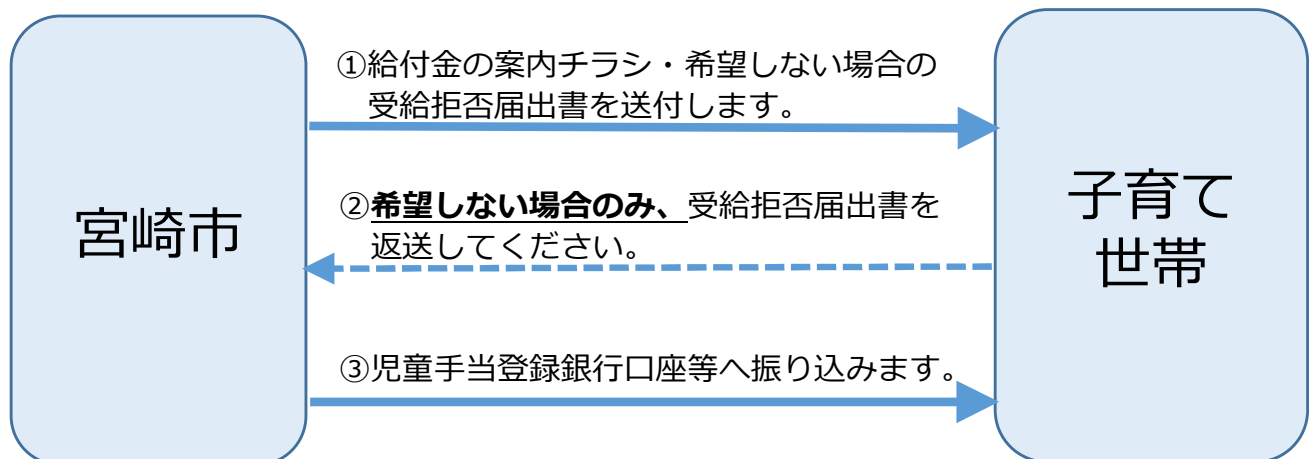 宮崎市
①給付金の案内チラシ・希望しない場合の
受給拒否届出書を送付します。
②希望しない場合のみ、受給拒否届出書を
返送してください。
③児童手当登録銀行口座等へ振り込みます。
子育て
世帯